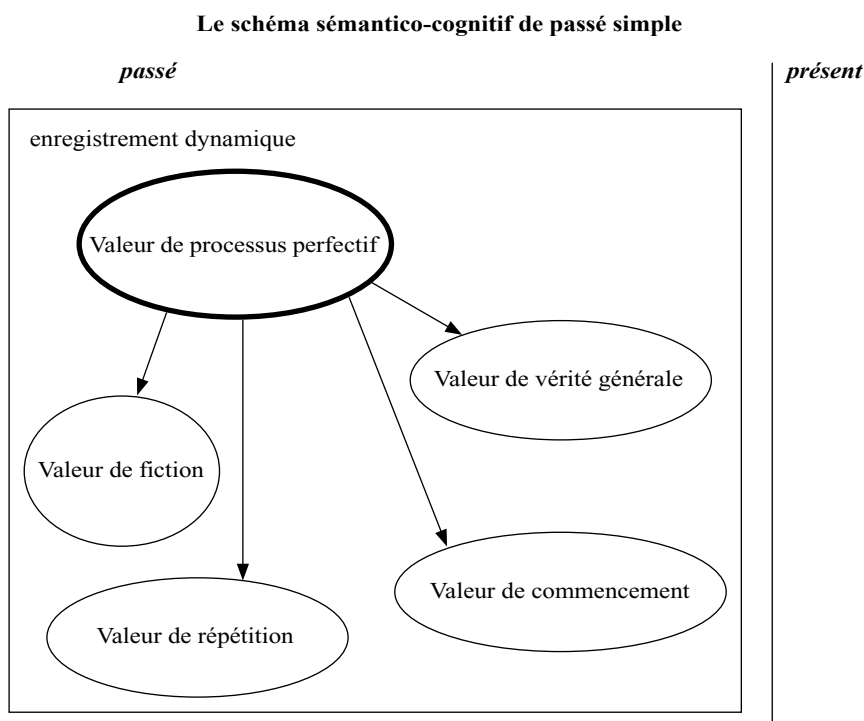 Le schéma sémantico-cognitif de passé simple
passé
présent
enregistrement dynamique
Valeur de processus perfectif
Valeur de vérité générale
Valeur de fiction
Valeur de commencement
Valeur de répétition